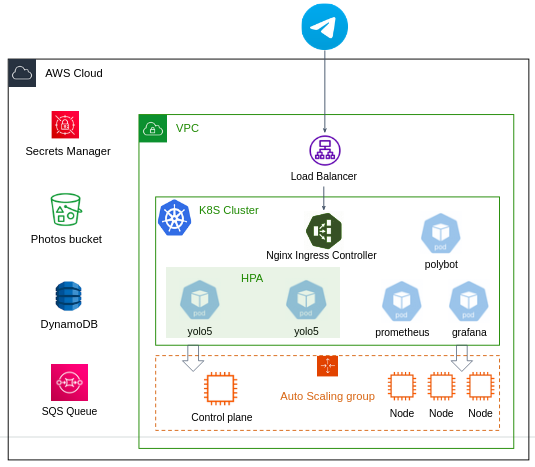 AWS Cloud
Secrets Manager
Photos bucket
DynamoDB
SQS Queue
VPC
Load Balancer
K8S Cluster
Nginx Ingress Controller
pod
polybot
HPA
pod
yolo5
pod
yolo5
pod
prometheus
pod
grafana
Auto Scaling group
Control plane
Node
Node
Node